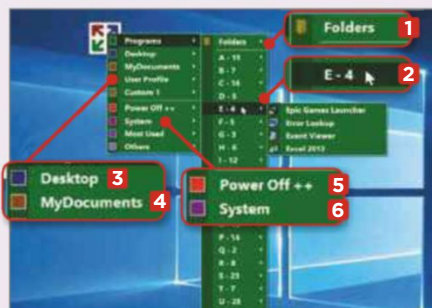 Programs
Desktop
MyDocuments
User Profile
Custom 1
Power Off ++
System
Most Used
Others
Folders
A - 15
B - 7
C - 16
D - 5
E - 4
F - 5
G - 3
H - 6
I - 12
P - 16
Q - 2
R - 8
S - 25
T - 7
U - 28
Epic Games Launcher
Error Lookup
Event Viewer
Excel 2013
Folders 1
E - 4 2
Desktop 3
MyDocuments 4
Power Off ++ 5
System 6